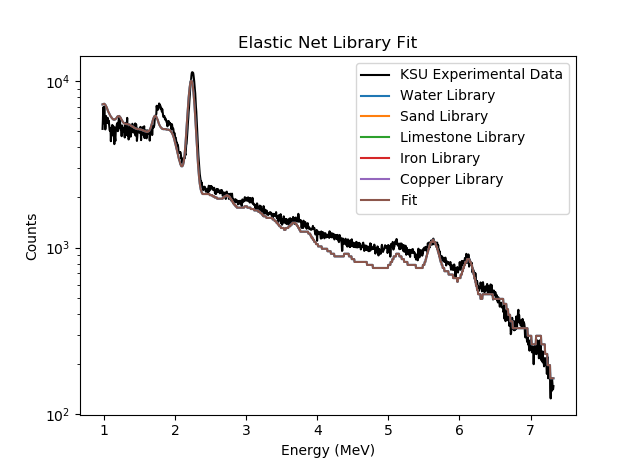 Elastic Net Library Fit
KSU Experimental Data
Water Library
Sand Library
Limestone Library
Iron Library
Copper Library
Fit
Counts
10^4
10^3
10^2
1 2 3 4 5 6 7
Energy (MeV)